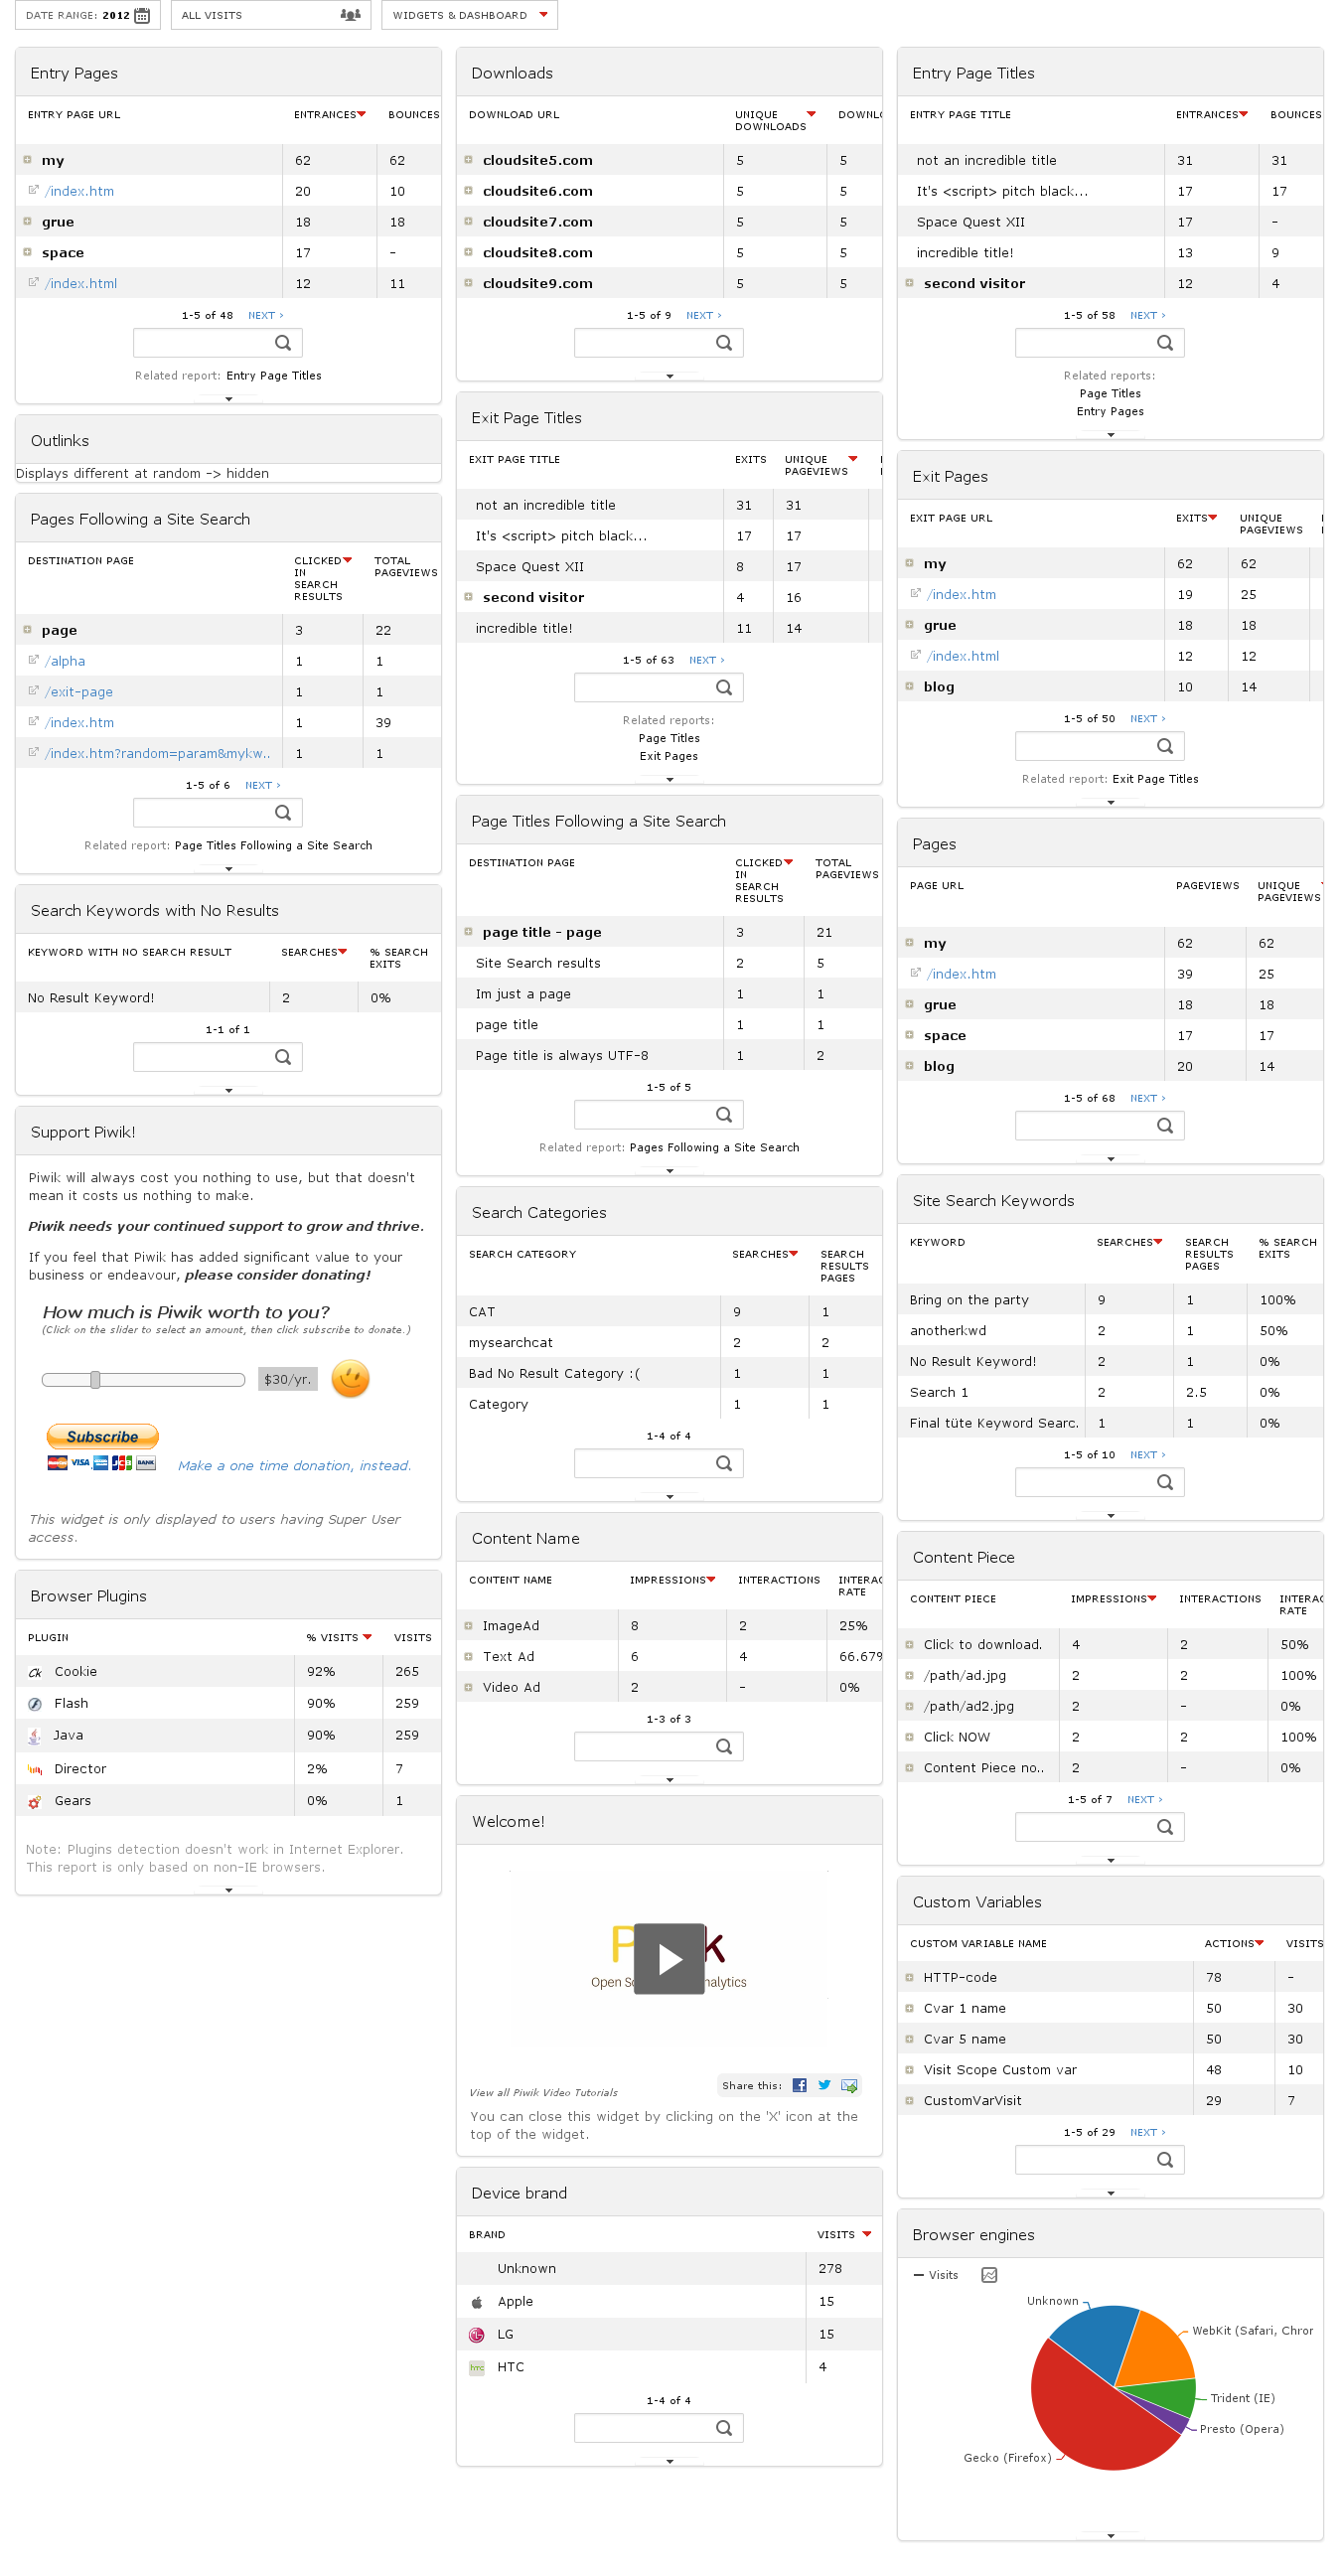 DATE RANGE: 2012
ALL VISITS
WIDGETS & DASHBOARD
Entry Pages
ENTRY PAGE URL ENTRANCES BOUNCES
my 62 62
/index.htm 20 10
grue 18 18
space 17 -
/index.html 12 11
1-5 of 48 NEXT ›
Related report: Entry Page Titles
Outlinks
Displays different at random -> hidden
Pages Following a Site Search
DESTINATION PAGE CLICKED IN SEARCH RESULTS TOTAL PAGEVIEWS
page 3 22
/alpha 1 1
/exit-page 1 1
/index.htm 1 39
/index.htm?random=param&mykw.. 1 1
1-5 of 6 NEXT ›
Related report: Page Titles Following a Site Search
Search Keywords with No Results
KEYWORD WITH NO SEARCH RESULT SEARCHES % SEARCH EXITS
No Result Keyword! 2 0%
1-1 of 1
Support Piwik!
Piwik will always cost you nothing to use, but that doesn't
mean it costs us nothing to make.
Piwik needs your continued support to grow and thrive.
If you feel that Piwik has added significant value to your
business or endeavour, please consider donating!
How much is Piwik worth to you?
(Click on the slider to select an amount, then click subscribe to donate.)
$30/yr.
Subscribe
VISA BANK
Make a one time donation, instead.
This widget is only displayed to users having Super User
access.
Browser Plugins
PLUGIN % VISITS VISITS
Cookie 92% 265
Flash 90% 259
Java 90% 259
Director 2% 7
Gears 0% 1
Note: Plugins detection doesn't work in Internet Explorer.
This report is only based on non-IE browsers.
Downloads
DOWNLOAD URL UNIQUE DOWNLOADS DOWNL
cloudsite5.com 5 5
cloudsite6.com 5 5
cloudsite7.com 5 5
cloudsite8.com 5 5
cloudsite9.com 5 5
1-5 of 9 NEXT ›
Exit Page Titles
EXIT PAGE TITLE EXITS UNIQUE PAGEVIEWS
not an incredible title 31 31
It's <script> pitch black... 17 17
Space Quest XII 8 17
second visitor 4 16
incredible title! 11 14
1-5 of 63 NEXT ›
Related reports:
Page Titles
Exit Pages
Page Titles Following a Site Search
DESTINATION PAGE CLICKED IN SEARCH RESULTS TOTAL PAGEVIEWS
page title - page 3 21
Site Search results 2 5
Im just a page 1 1
page title 1 1
Page title is always UTF-8 1 2
1-5 of 5
Related report: Pages Following a Site Search
Search Categories
SEARCH CATEGORY SEARCHES SEARCH RESULTS PAGES
CAT 9 1
mysearchcat 2 2
Bad No Result Category :( 1 1
Category 1 1
1-4 of 4
Content Name
CONTENT NAME IMPRESSIONS INTERACTIONS INTERAC RATE
ImageAd 8 2 25%
Text Ad 6 4 66.67%
Video Ad 2 - 0%
1-3 of 3
Welcome!
P k
Open So nalytics
View all Piwik Video Tutorials
Share this:
You can close this widget by clicking on the 'X' icon at the
top of the widget.
Device brand
BRAND VISITS
Unknown 278
Apple 15
LG 15
hTC HTC 4
1-4 of 4
Entry Page Titles
ENTRY PAGE TITLE ENTRANCES BOUNCES
not an incredible title 31 31
It's <script> pitch black... 17 17
Space Quest XII 17 -
incredible title! 13 9
second visitor 12 4
1-5 of 58 NEXT ›
Related reports:
Page Titles
Entry Pages
Exit Pages
EXIT PAGE URL EXITS UNIQUE PAGEVIEWS
my 62 62
/index.htm 19 25
grue 18 18
/index.html 12 12
blog 10 14
1-5 of 50 NEXT ›
Related report: Exit Page Titles
Pages
PAGE URL PAGEVIEWS UNIQUE PAGEVIEWS
my 62 62
/index.htm 39 25
grue 18 18
space 17 17
blog 20 14
1-5 of 68 NEXT ›
Site Search Keywords
KEYWORD SEARCHES SEARCH RESULTS PAGES % SEARCH EXITS
Bring on the party 9 1 100%
anotherkwd 2 1 50%
No Result Keyword! 2 1 0%
Search 1 2 2.5 0%
Final tüte Keyword Searc. 1 1 0%
1-5 of 10 NEXT ›
Content Piece
CONTENT PIECE IMPRESSIONS INTERACTIONS INTERAC RATE
Click to download. 4 2 50%
/path/ad.jpg 2 2 100%
/path/ad2.jpg 2 - 0%
Click NOW 2 2 100%
Content Piece no.. 2 - 0%
1-5 of 7 NEXT ›
Custom Variables
CUSTOM VARIABLE NAME ACTIONS VISITS
HTTP-code 78 -
Cvar 1 name 50 30
Cvar 5 name 50 30
Visit Scope Custom var 48 10
CustomVarVisit 29 7
1-5 of 29 NEXT ›
Browser engines
Visits
Unknown
WebKit (Safari, Chror
Trident (IE)
Presto (Opera)
Gecko (Firefox)